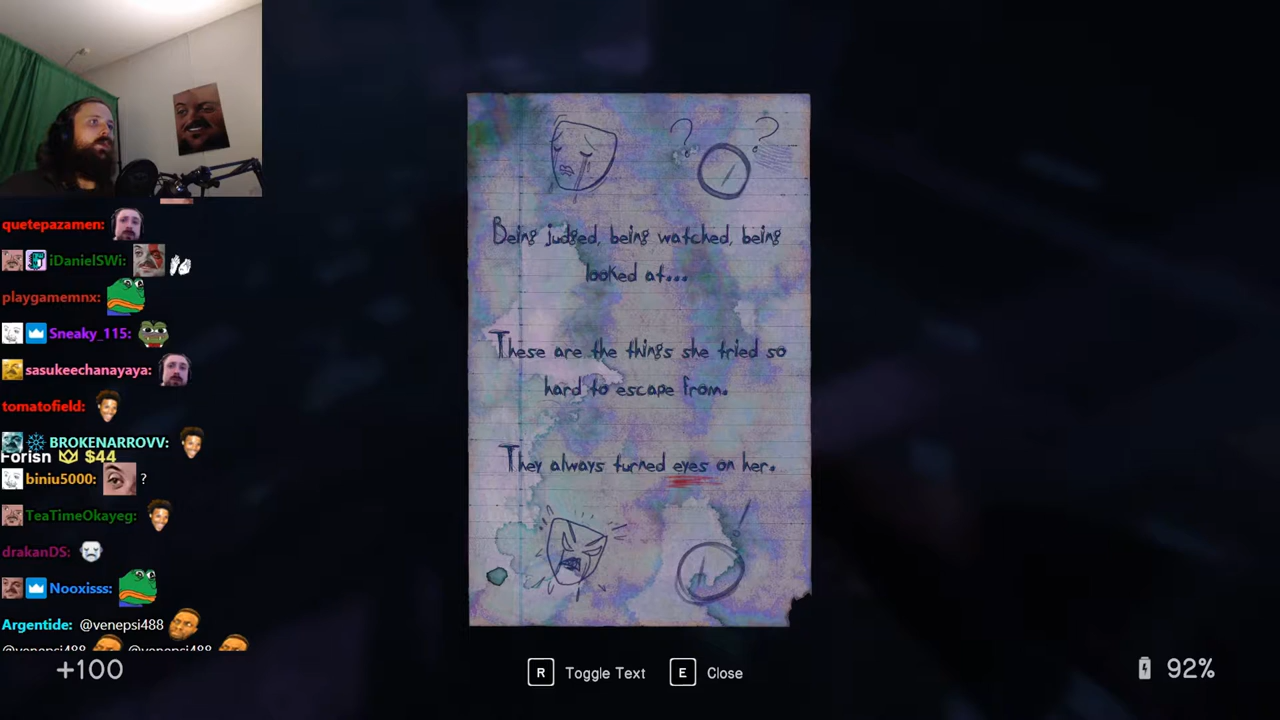 quetepazamen:
iDanielSWi:
playgamemnx:
Sneaky_115:
sasukeechanayaya:
tomatofield:
BROKENARROVV:
Forisn $44
biniu5000: ?
TeaTimeOkayeg:
drakanDS:
Nooxisss:
Argentide: @venepsi488
@venepsi488 @venepsi488
+100
? ?
Being judged, being watched, being
looked at...
These are the things she tried so
hard to escape from.
They always turned eyes on her.
R Toggle Text E Close
92%